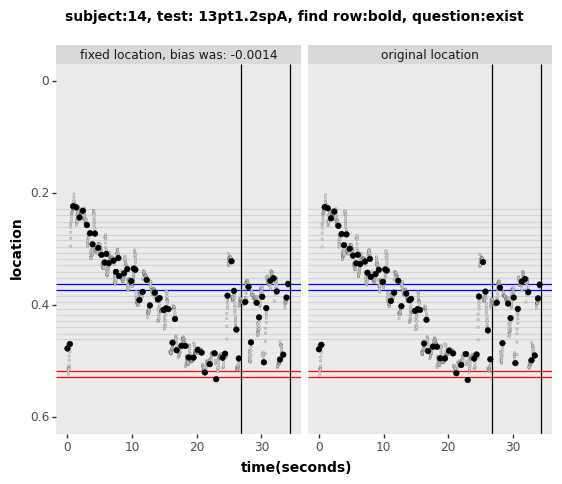 subject:14, test: 13pt1.2spA, find row:bold, question:exist
fixed location, bias was: -0.0014
original location
location
0
0.2
0.4
0.6
0
10
20
30
0
10
20
30
time(seconds)